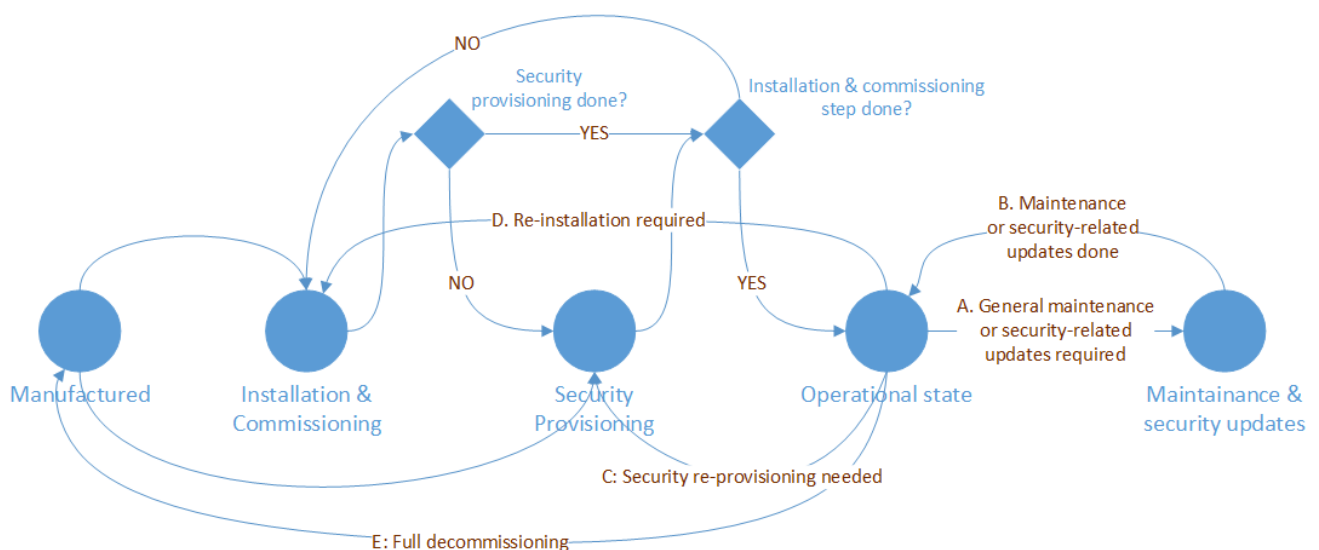 NO
Security
provisioning done?
Installation & commissioning
step done?
YES
D. Re-installation required
B. Maintenance
or security-related
updates done
NO
YES
A. General maintenance
or security-related
updates required
Manufactured
Installation &
Commissioning
Security
Provisioning
Operational state
Maintainance &
security updates
C: Security re-provisioning needed
E: Full decommissioning